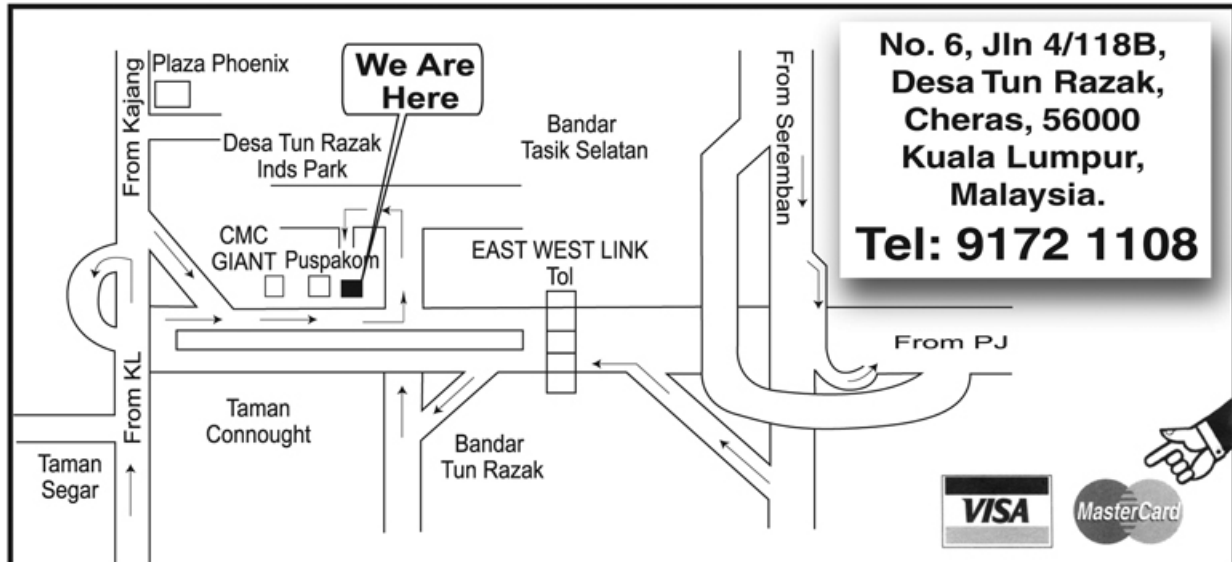 From Kajang
Plaza Phoenix
We Are
Here
Desa Tun Razak
Inds Park
Bandar
Tasik Selatan
From Seremban
No. 6, Jln 4/118B,
Desa Tun Razak,
Cheras, 56000
Kuala Lumpur,
Malaysia.
Tel: 9172 1108
CMC
GIANT
Puspakom
EAST WEST LINK
Tol
From PJ
From KL
Taman
Connought
Bandar
Tun Razak
Taman
Segar
VISA
MasterCard